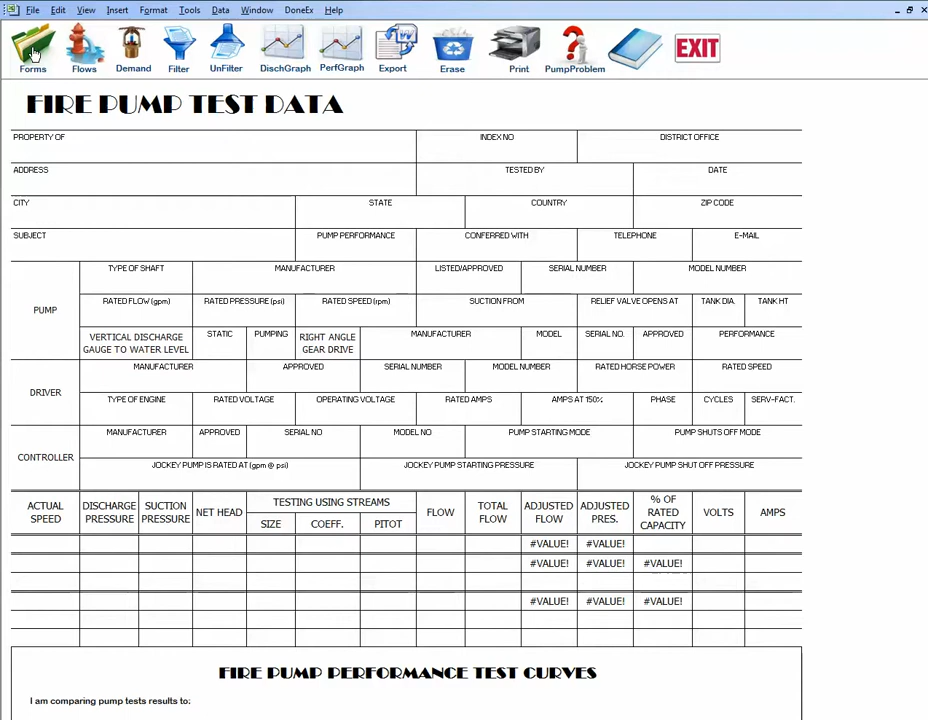 File Edit View Insert Format Tools Data Window DoneEx Help
Forms Flows Demand Filter UnFilter DischGraph PerfGraph Export Erase Print PumpProblem EXIT
FIRE PUMP TEST DATA
PROPERTY OF INDEX NO DISTRICT OFFICE
ADDRESS TESTED BY DATE
CITY STATE COUNTRY ZIP CODE
SUBJECT PUMP PERFORMANCE CONFERRED WITH TELEPHONE E-MAIL
TYPE OF SHAFT MANUFACTURER LISTED/APPROVED SERIAL NUMBER MODEL NUMBER
PUMP
RATED FLOW (gpm) RATED PRESSURE (psi) RATED SPEED (rpm) SUCTION FROM RELIEF VALVE OPENS AT TANK DIA. TANK HT
VERTICAL DISCHARGE GAUGE TO WATER LEVEL STATIC PUMPING RIGHT ANGLE GEAR DRIVE MANUFACTURER MODEL SERIAL NO. APPROVED PERFORMANCE
DRIVER
MANUFACTURER APPROVED SERIAL NUMBER MODEL NUMBER RATED HORSE POWER RATED SPEED
TYPE OF ENGINE RATED VOLTAGE OPERATING VOLTAGE RATED AMPS AMPS AT 150% PHASE CYCLES SERV-FACT.
CONTROLLER
MANUFACTURER APPROVED SERIAL NO MODEL NO PUMP STARTING MODE PUMP SHUTS OFF MODE
JOCKEY PUMP IS RATED AT (gpm @ psi) JOCKEY PUMP STARTING PRESSURE JOCKEY PUMP SHUT OFF PRESSURE
ACTUAL SPEED DISCHARGE PRESSURE SUCTION PRESSURE NET HEAD TESTING USING STREAMS FLOW TOTAL FLOW ADJUSTED FLOW ADJUSTED PRES. % OF RATED CAPACITY VOLTS AMPS
SIZE COEFF. PITOT
#VALUE! #VALUE!
#VALUE! #VALUE! #VALUE!
#VALUE! #VALUE! #VALUE!
FIRE PUMP PERFORMANCE TEST CURVES
I am comparing pump tests results to: